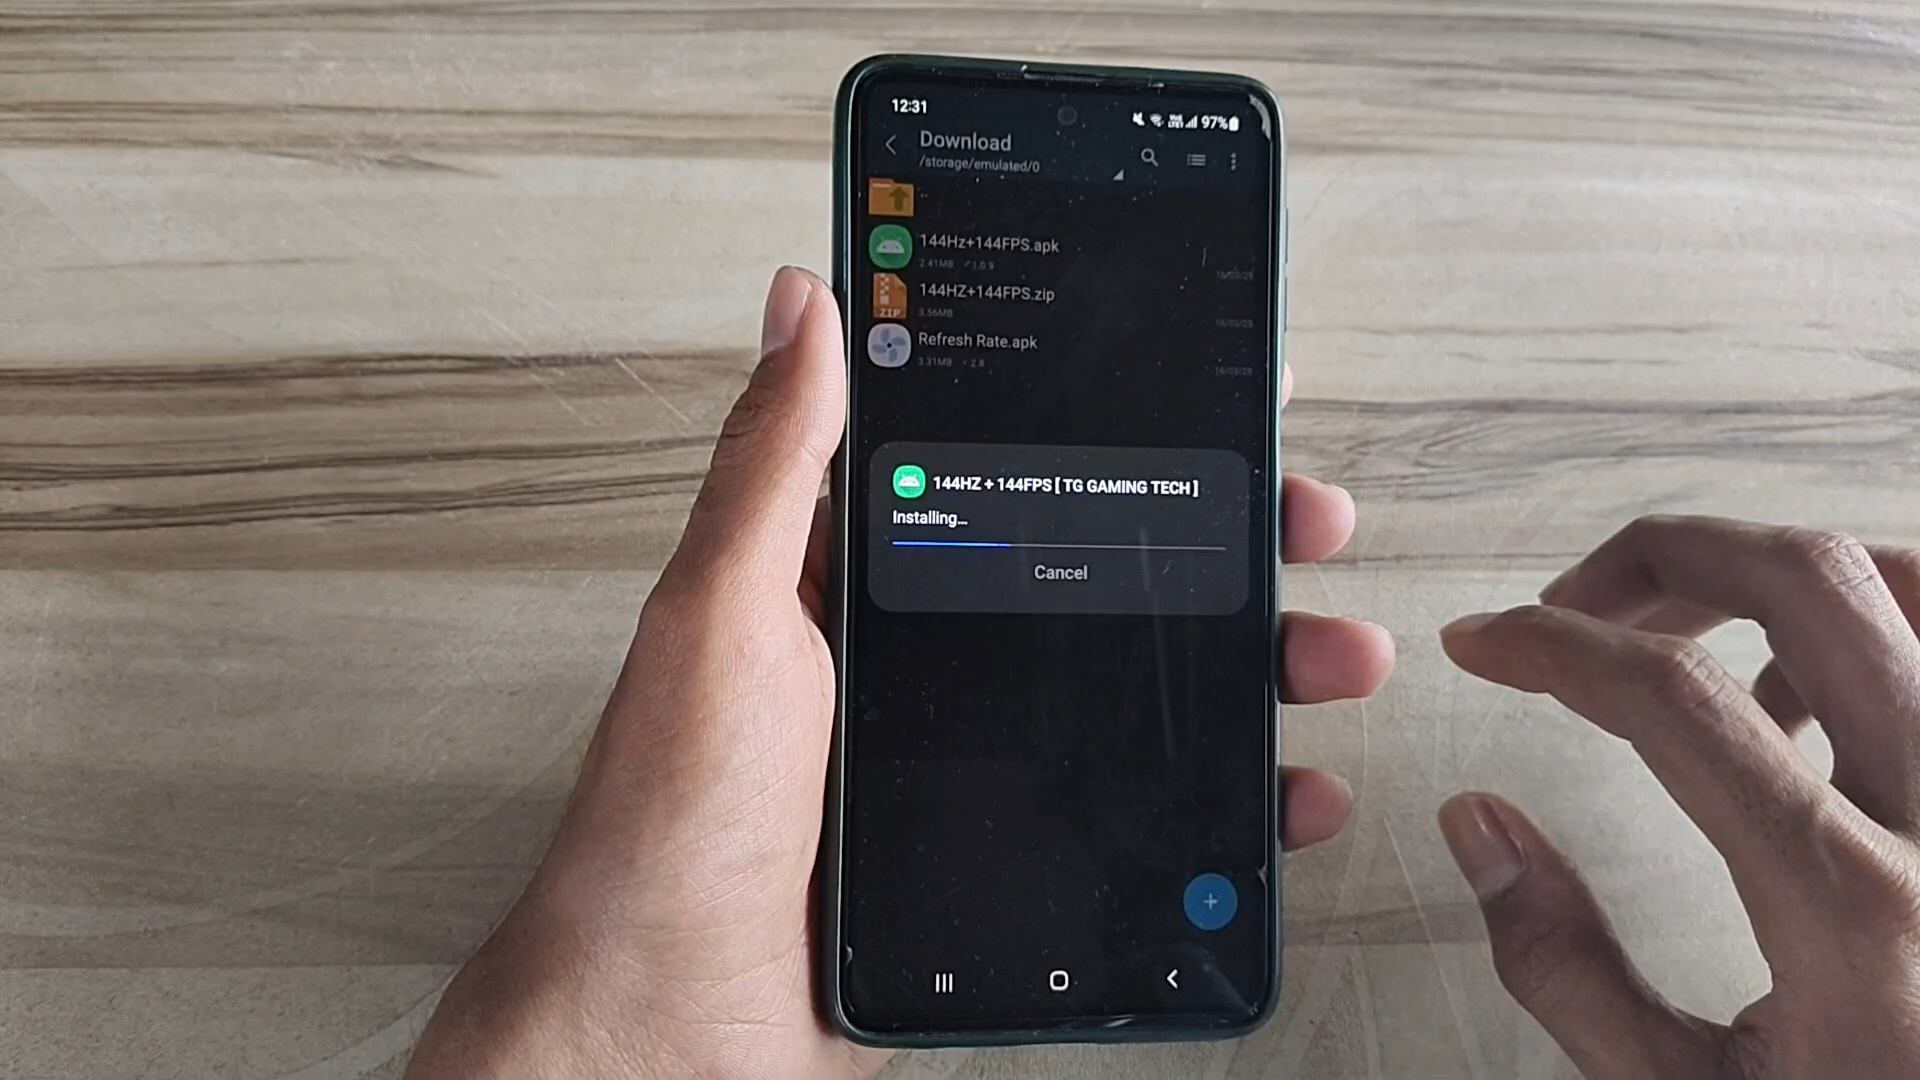 12:31
97%
Download
/storage/emulated/0
..
144Hz+144FPS.apk
2.41MB 1.0.9
16/03/25
144HZ+144FPS.zip
ZIP
3.56MB
16/03/25
Refresh Rate.apk
3.31MB 2.8
16/03/25
144HZ + 144FPS [ TG GAMING TECH ]
Installing...
Cancel